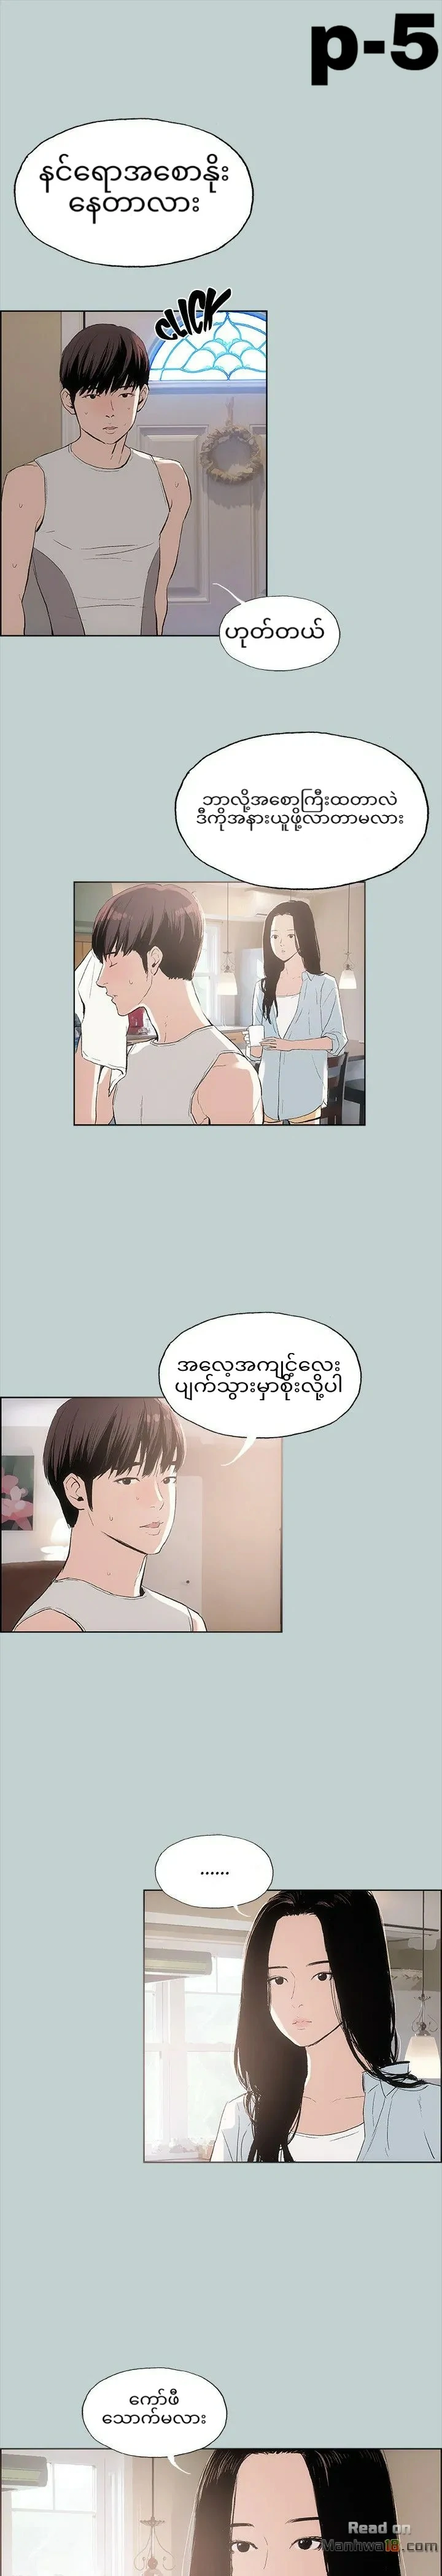 p-5
နင်ရောအစောနိုး
နေတာလား
CLICK
ဟုတ်တယ်
ဘာလို့အစောကြီးထတာလဲ
ဒီကိုအနားယူဖို့လာတာမလား
အလေ့အကျင့်လေး
ပျက်သွားမှာစိုးလို့ပါ
......
ကော်ဖီ
သောက်မလား
Read on
Manhwa18.com